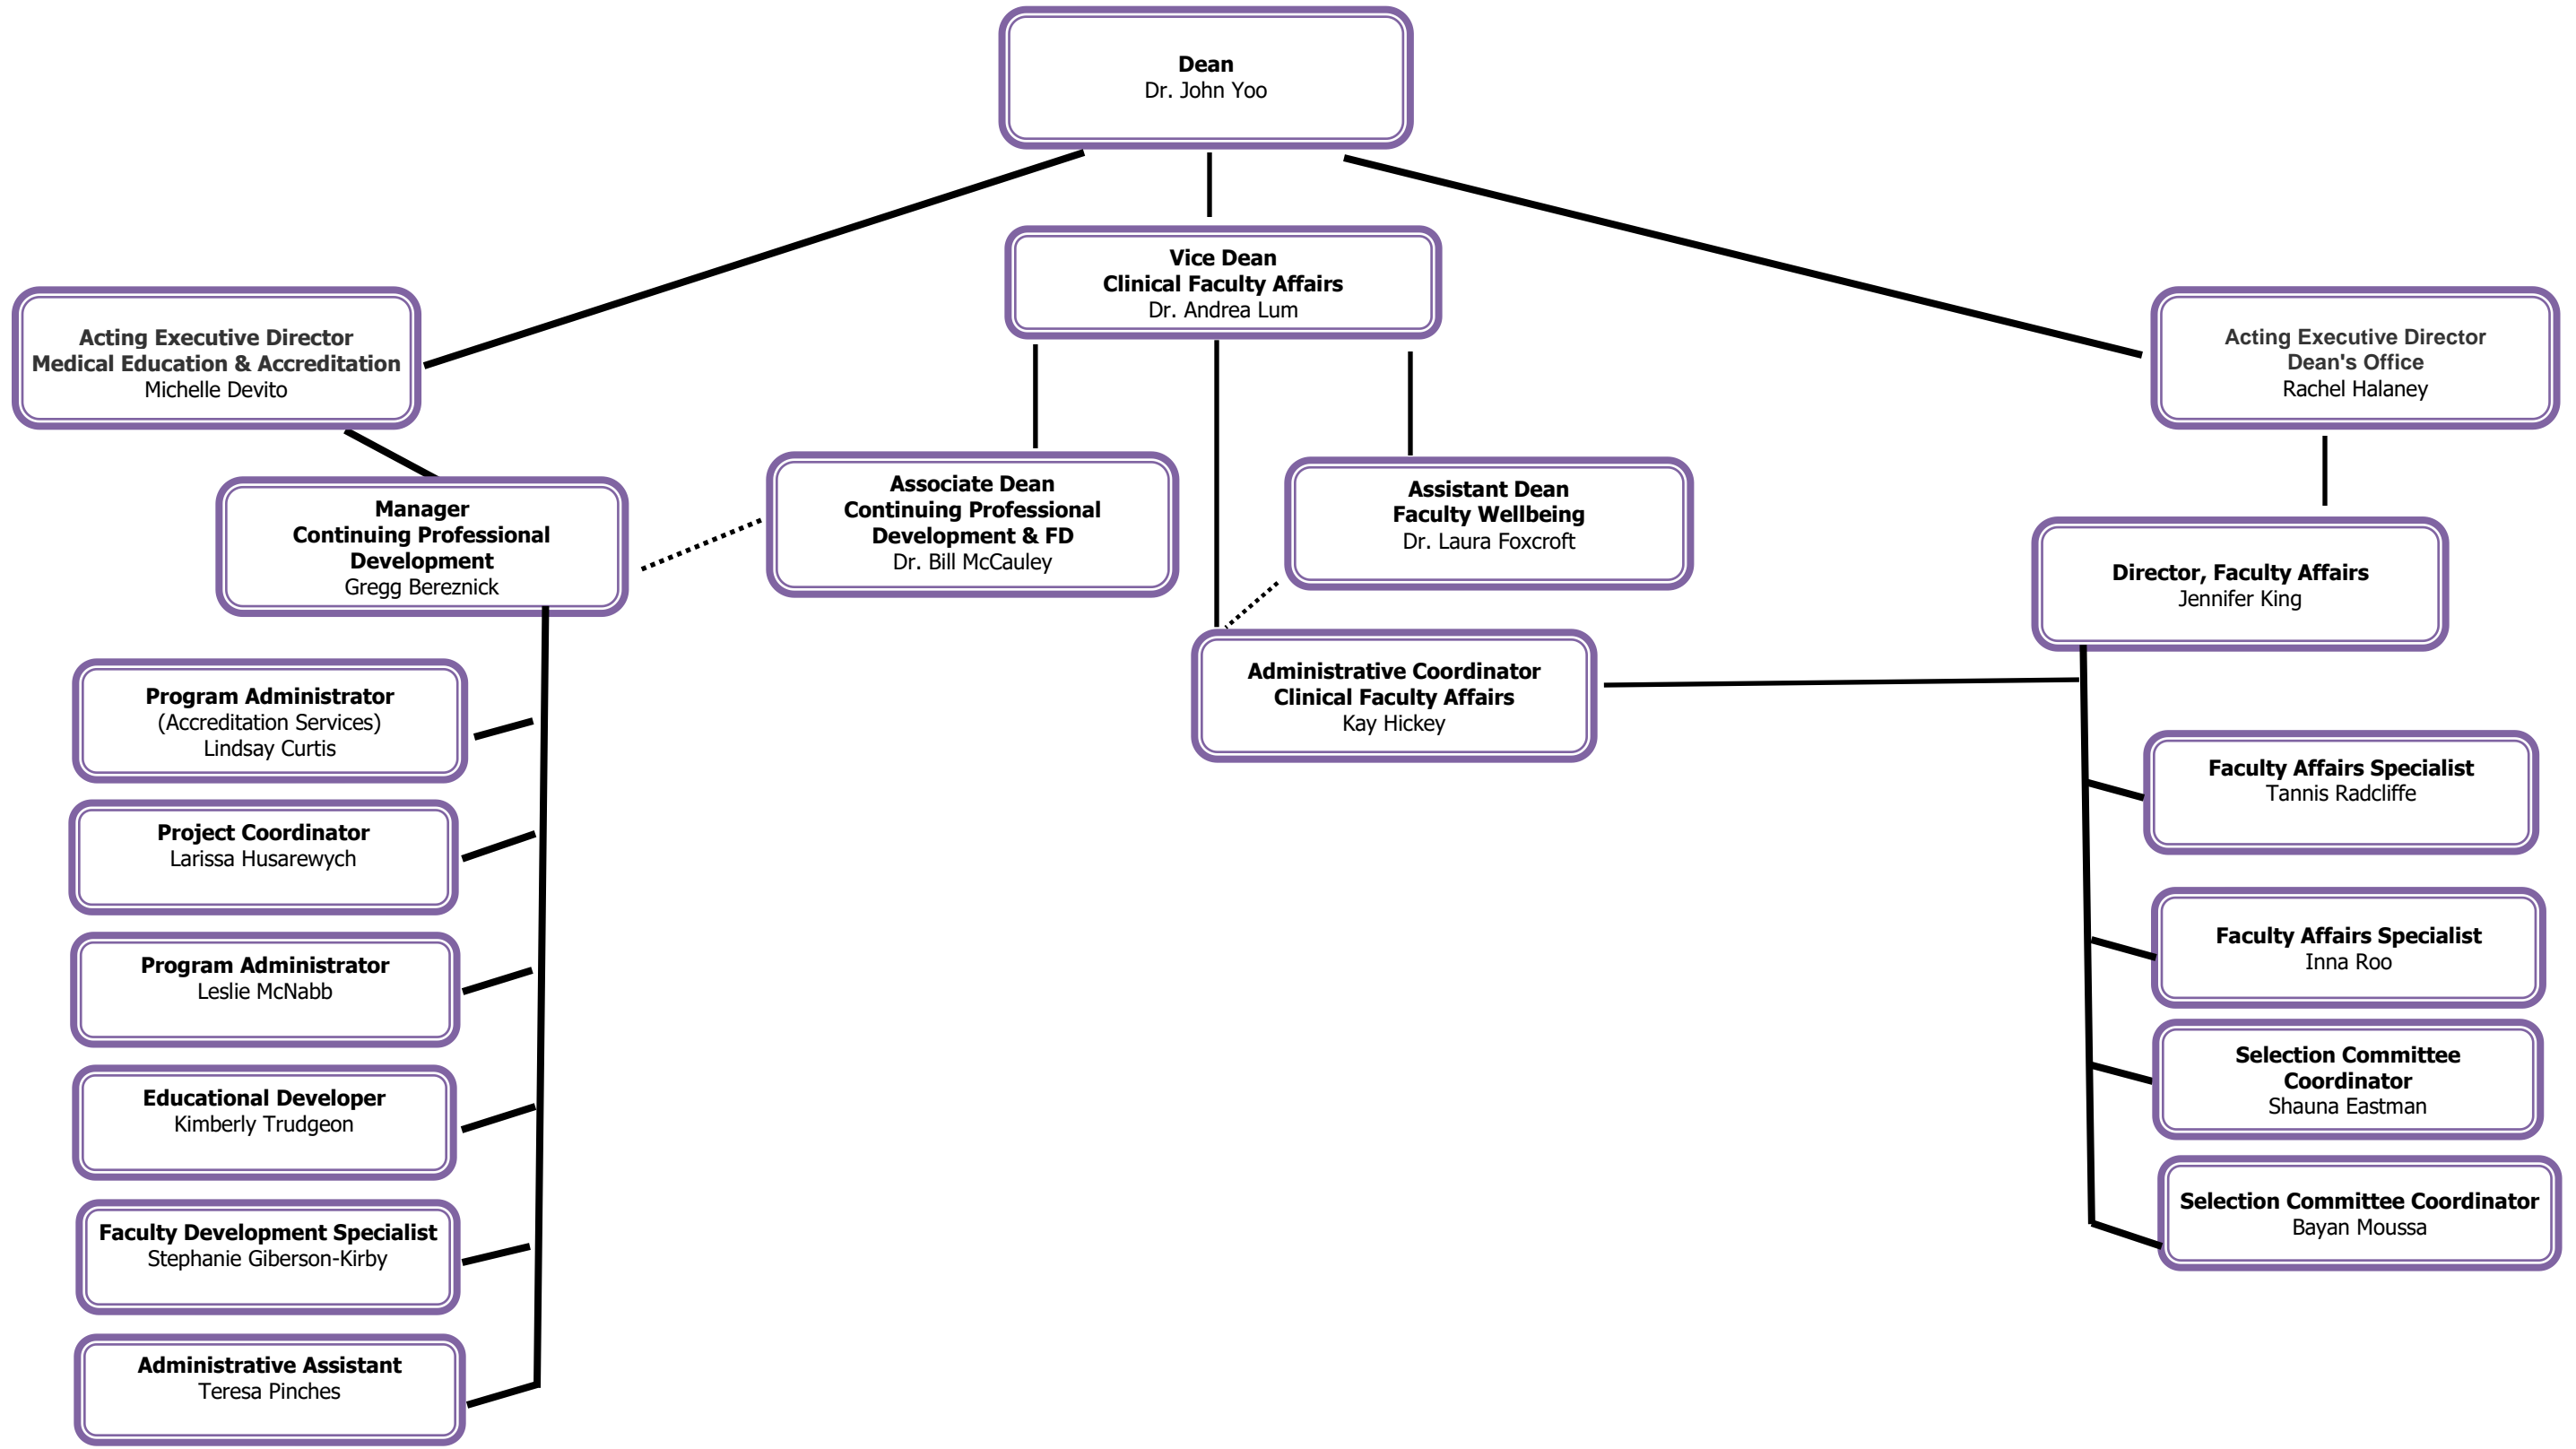 Dean
Dr. John Yoo
Vice Dean
Clinical Faculty Affairs
Dr. Andrea Lum
Acting Executive Director
Medical Education & Accreditation
Michelle Devito
Acting Executive Director
Dean's Office
Rachel Halaney
Manager
Continuing Professional
Development
Gregg Bereznick
Associate Dean
Continuing Professional
Development & FD
Dr. Bill McCauley
Assistant Dean
Faculty Wellbeing
Dr. Laura Foxcroft
Director, Faculty Affairs
Jennifer King
Administrative Coordinator
Clinical Faculty Affairs
Kay Hickey
Program Administrator
(Accreditation Services)
Lindsay Curtis
Project Coordinator
Larissa Husarewych
Program Administrator
Leslie McNabb
Educational Developer
Kimberly Trudgeon
Faculty Development Specialist
Stephanie Giberson-Kirby
Administrative Assistant
Teresa Pinches
Faculty Affairs Specialist
Tannis Radcliffe
Faculty Affairs Specialist
Inna Roo
Selection Committee
Coordinator
Shauna Eastman
Selection Committee Coordinator
Bayan Moussa